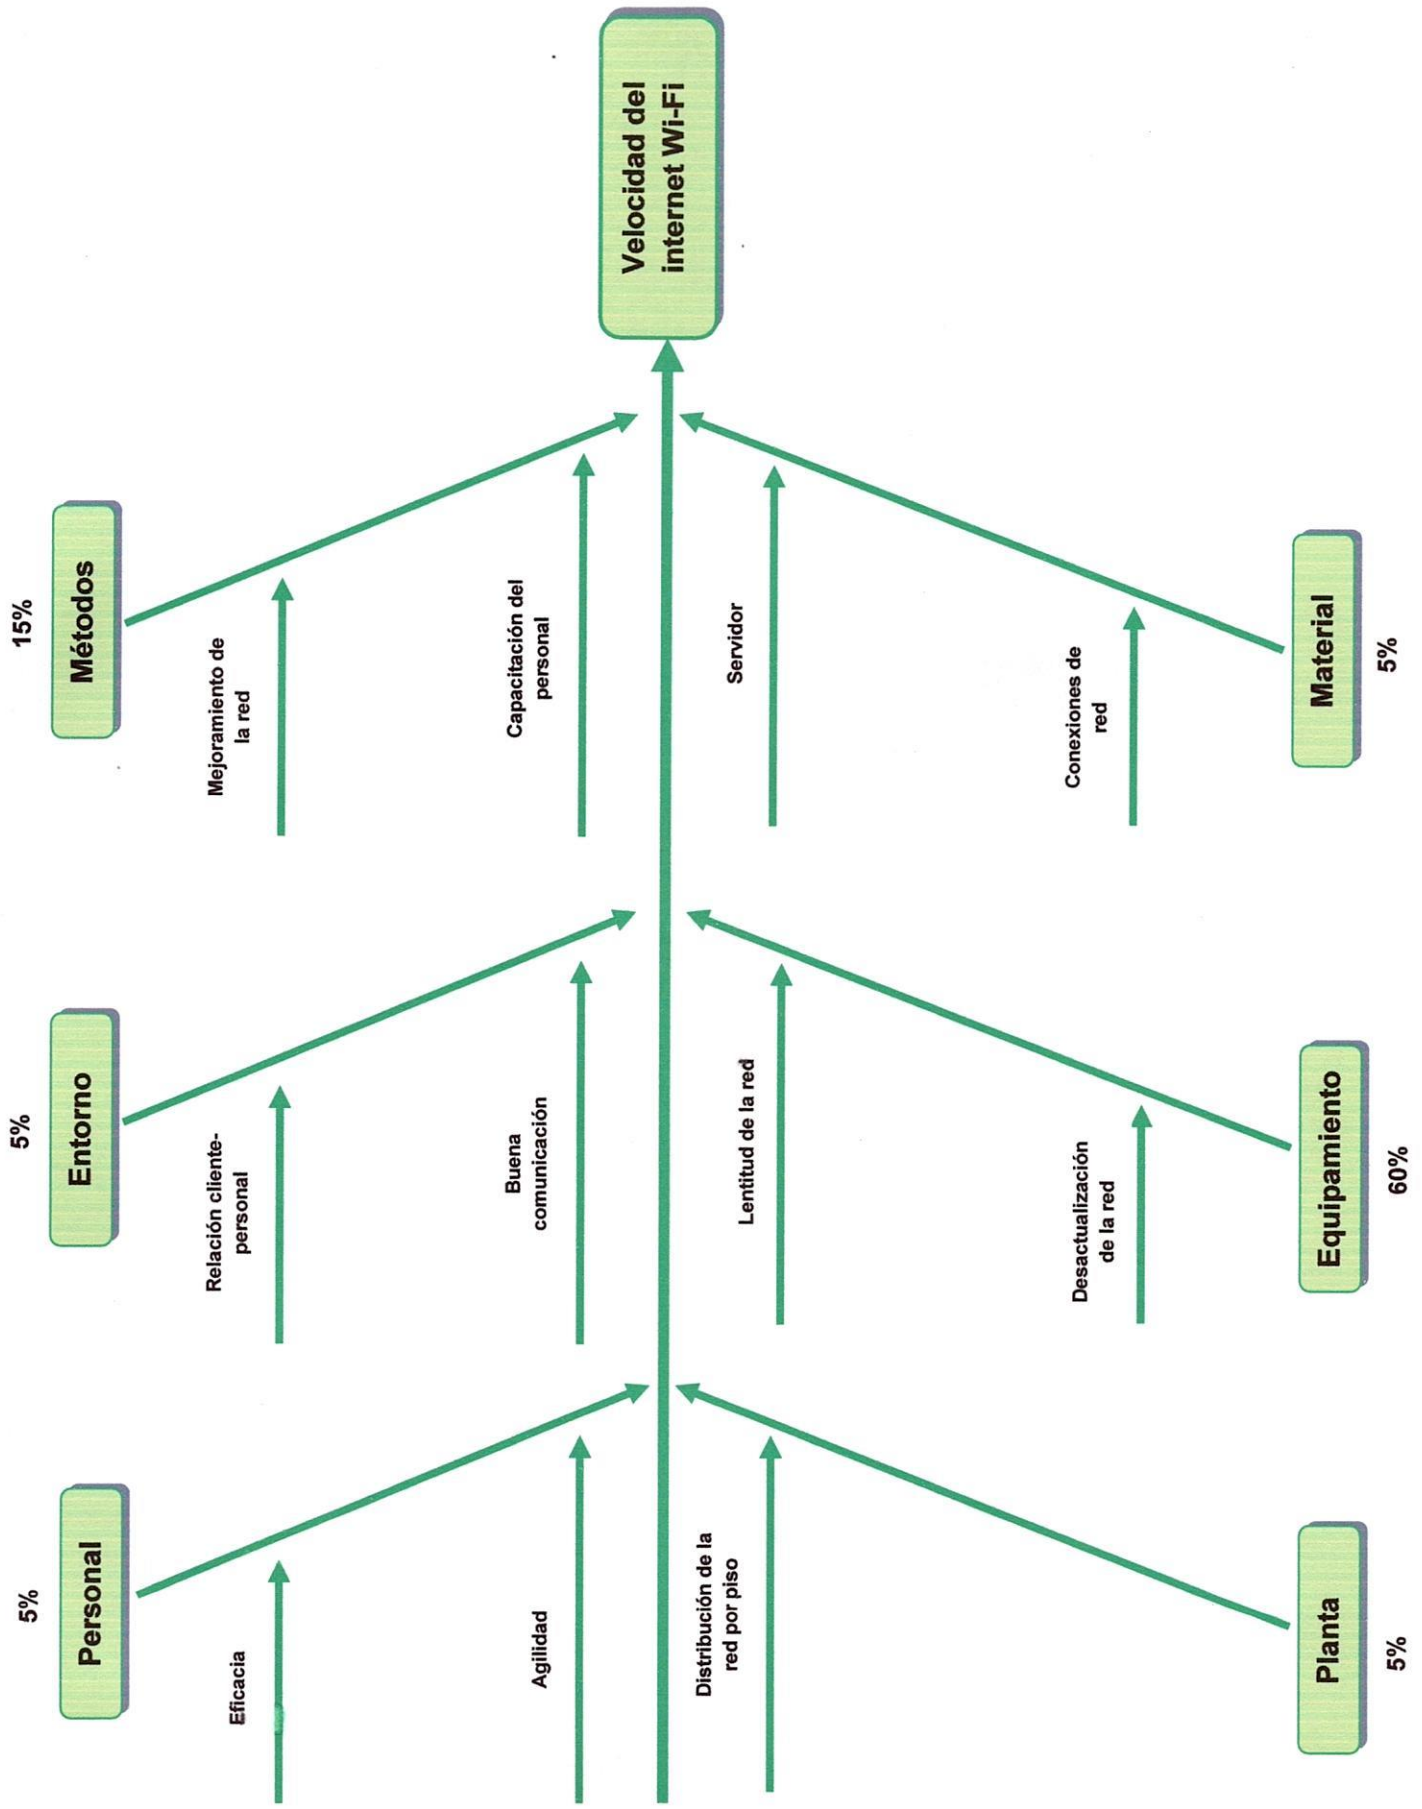 5%
Personal
Eficacia
Agilidad
5%
Entorno
Relación cliente-
personal
Buena
comunicación
15%
Métodos
Mejoramiento de
la red
Capacitación del
personal
Velocidad del
internet Wi-Fi
Distribución de la
red por piso
Planta
5%
Lentitud de la red
Desactualización
de la red
Equipamiento
60%
Servidor
Conexiones de
red
Material
5%